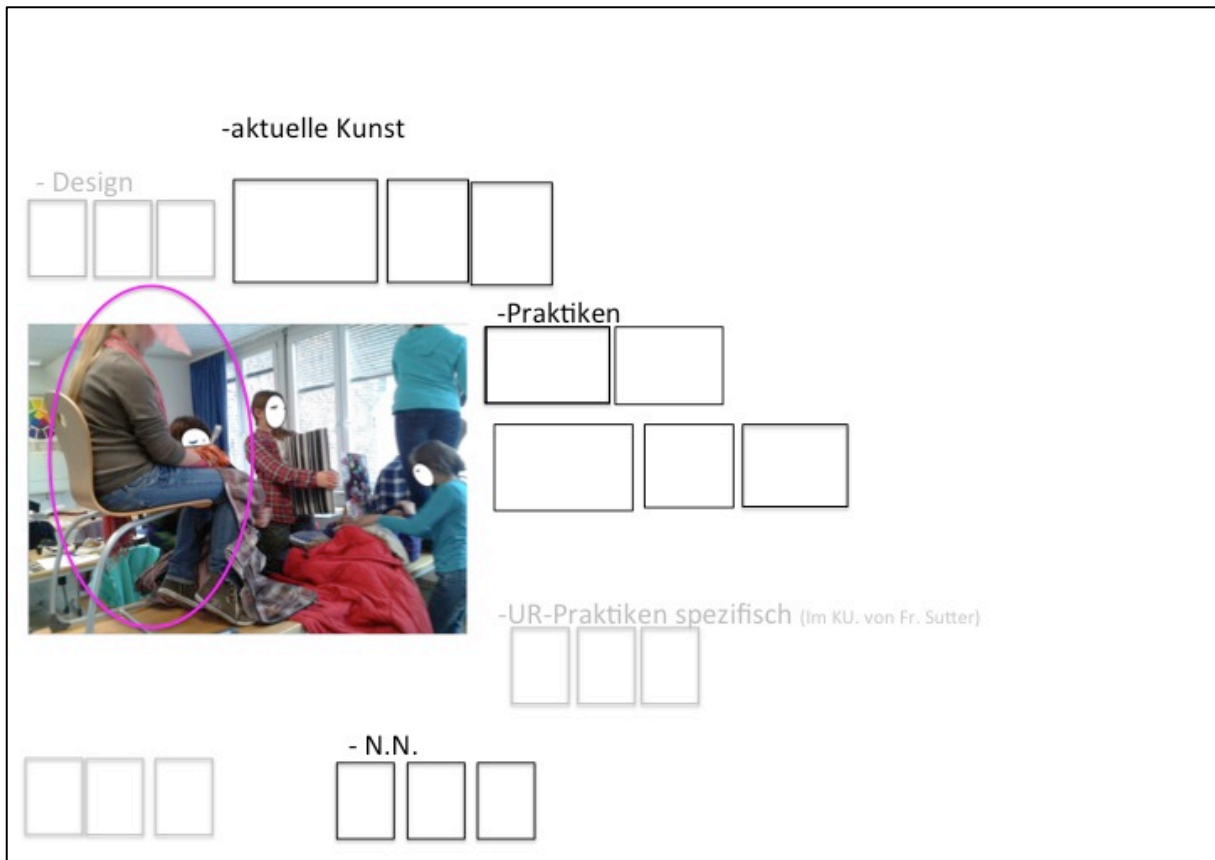 -aktuelle Kunst
- Design
-Praktiken
-UR-Praktiken spezifisch (Im KU. von Fr. Sutter)
- N.N.